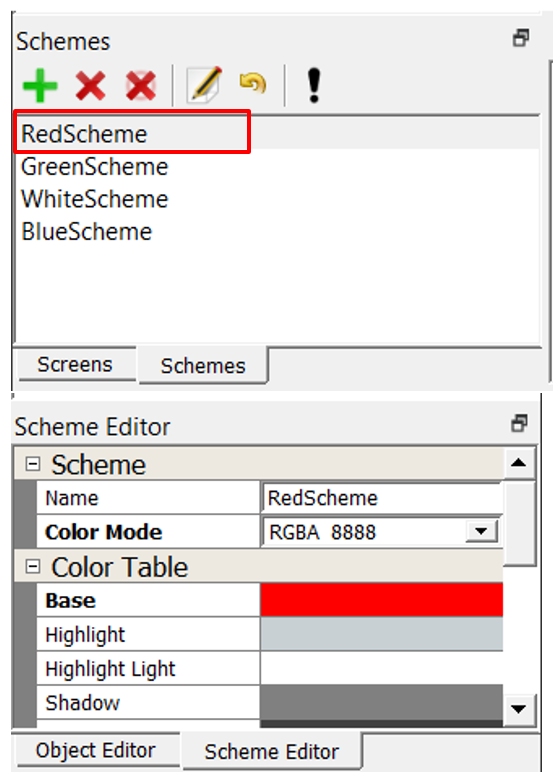 Schemes
RedScheme
GreenScheme
WhiteScheme
BlueScheme
Screens Schemes
Scheme Editor
Scheme
Name RedScheme
Color Mode RGBA 8888
Color Table
Base
Highlight
Highlight Light
Shadow
Object Editor Scheme Editor